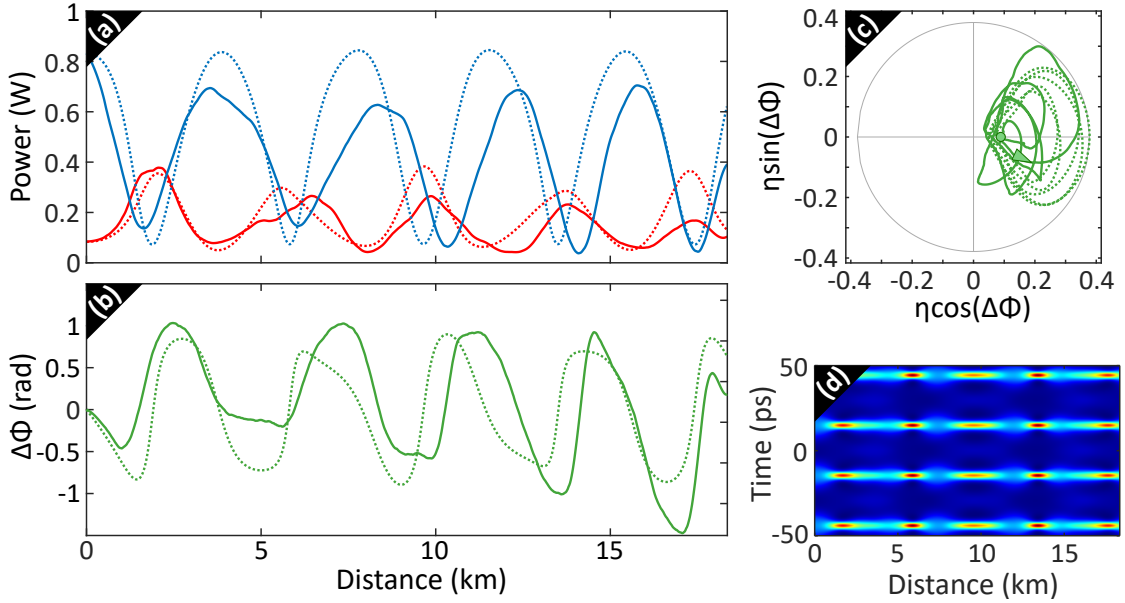 (a)
Power (W)
1
0.8
0.6
0.4
0.2
0
(b)
ΔΦ (rad)
1
0.5
0
-0.5
-1
0
5
10
15
Distance (km)
(c)
ηsin(ΔΦ)
0.4
0.2
0
-0.2
-0.4
-0.4
-0.2
0
0.2
0.4
ηcos(ΔΦ)
(d)
Time (ps)
50
0
-50
0
5
10
15
Distance (km)